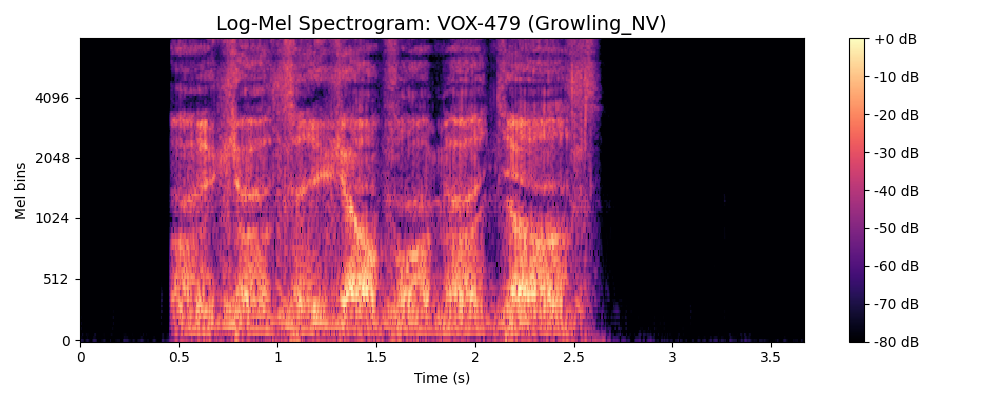 Log-Mel Spectrogram: VOX-479 (Growling_NV)
+0 dB
-10 dB
-20 dB
-30 dB
-40 dB
-50 dB
-60 dB
-70 dB
-80 dB
Mel bins
4096
2048
1024
512
0
0 0.5 1 1.5 2 2.5 3 3.5
Time (s)